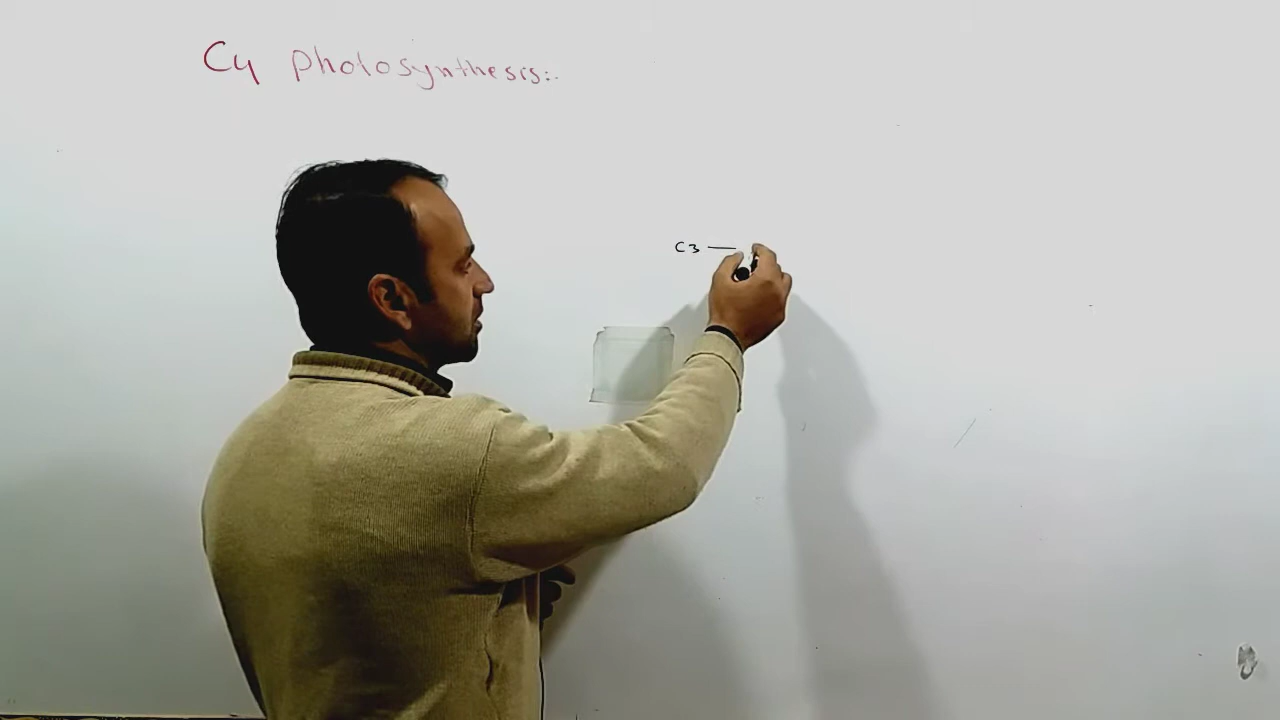 C4 photosynthesis:.
C3 —